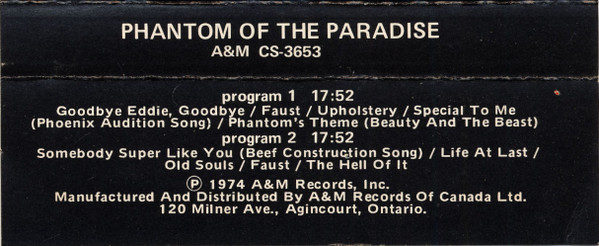 PHANTOM OF THE PARADISE
A&M CS-3653
program 1 17:52
Goodbye Eddie, Goodbye / Faust / Upholstery / Special To Me
(Phoenix Audition Song) / Phantom's Theme (Beauty And The Beast)
program 2 17:52
Somebody Super Like You (Beef Construction Song) / Life At Last /
Old Souls / Faust / The Hell Of It
Ⓟ 1974 A&M Records, Inc.
Manufactured And Distributed By A&M Records Of Canada Ltd.
120 Milner Ave., Agincourt, Ontario.